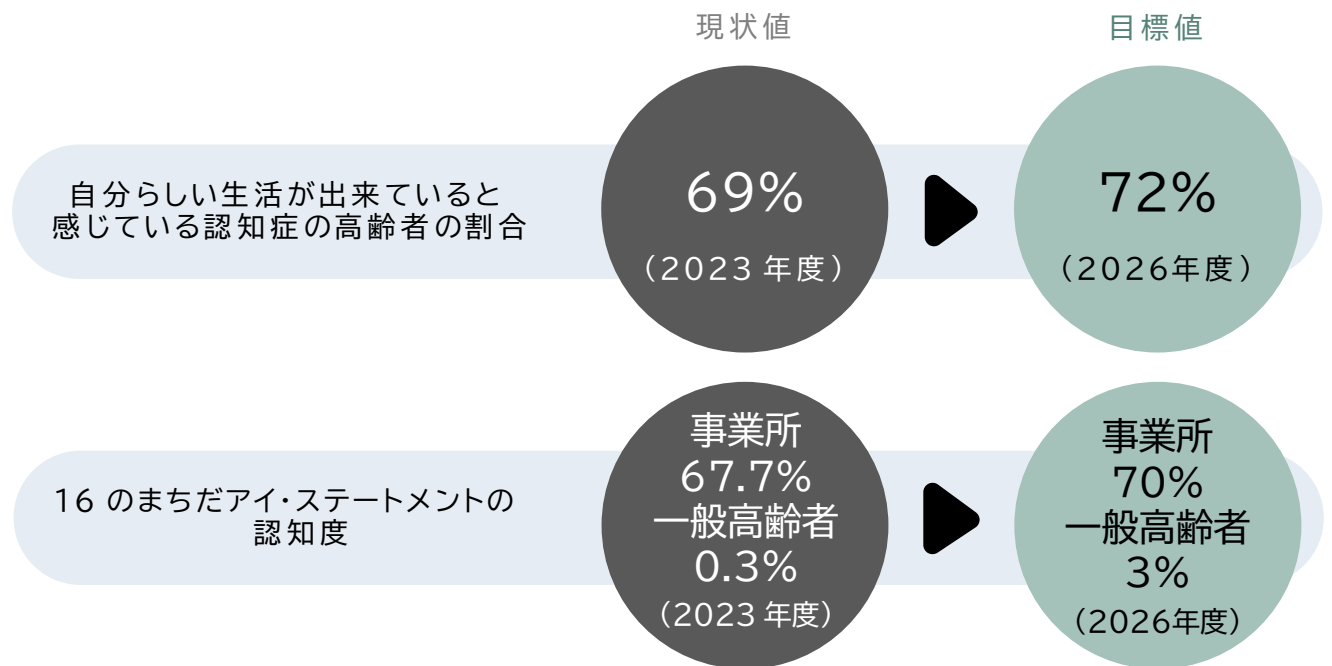 現状値
目標値
自分らしい生活が出来ていると
感じている認知症の高齢者の割合
69%
(2023 年度)
72%
(2026年度)
16 のまちだアイ・ステートメントの
認知度
事業所
67.7%
一般高齢者
0.3%
(2023 年度)
事業所
70%
一般高齢者
3%
(2026年度)